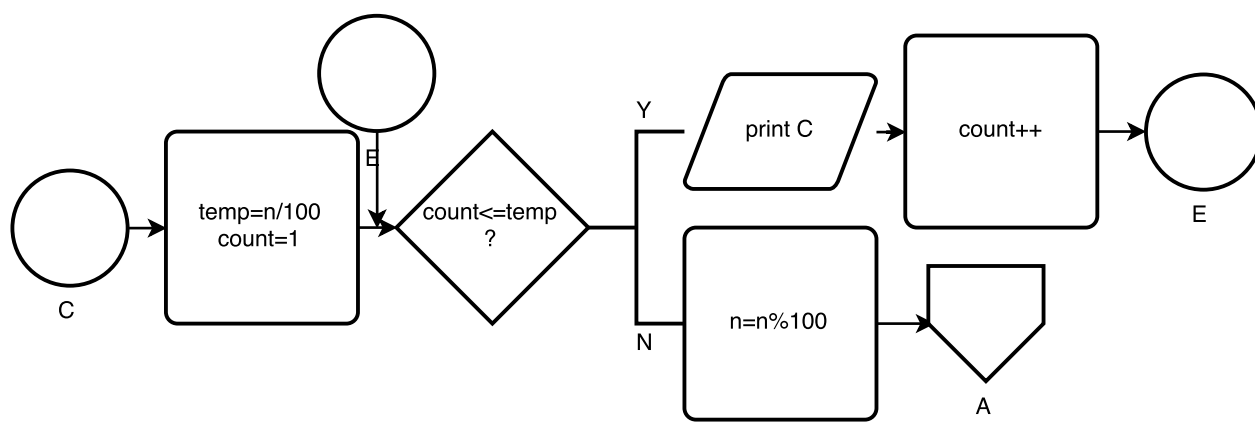 C
temp=n/100
count=1
E
count<=temp
?
Y
print C
count++
E
N
n=n%100
A